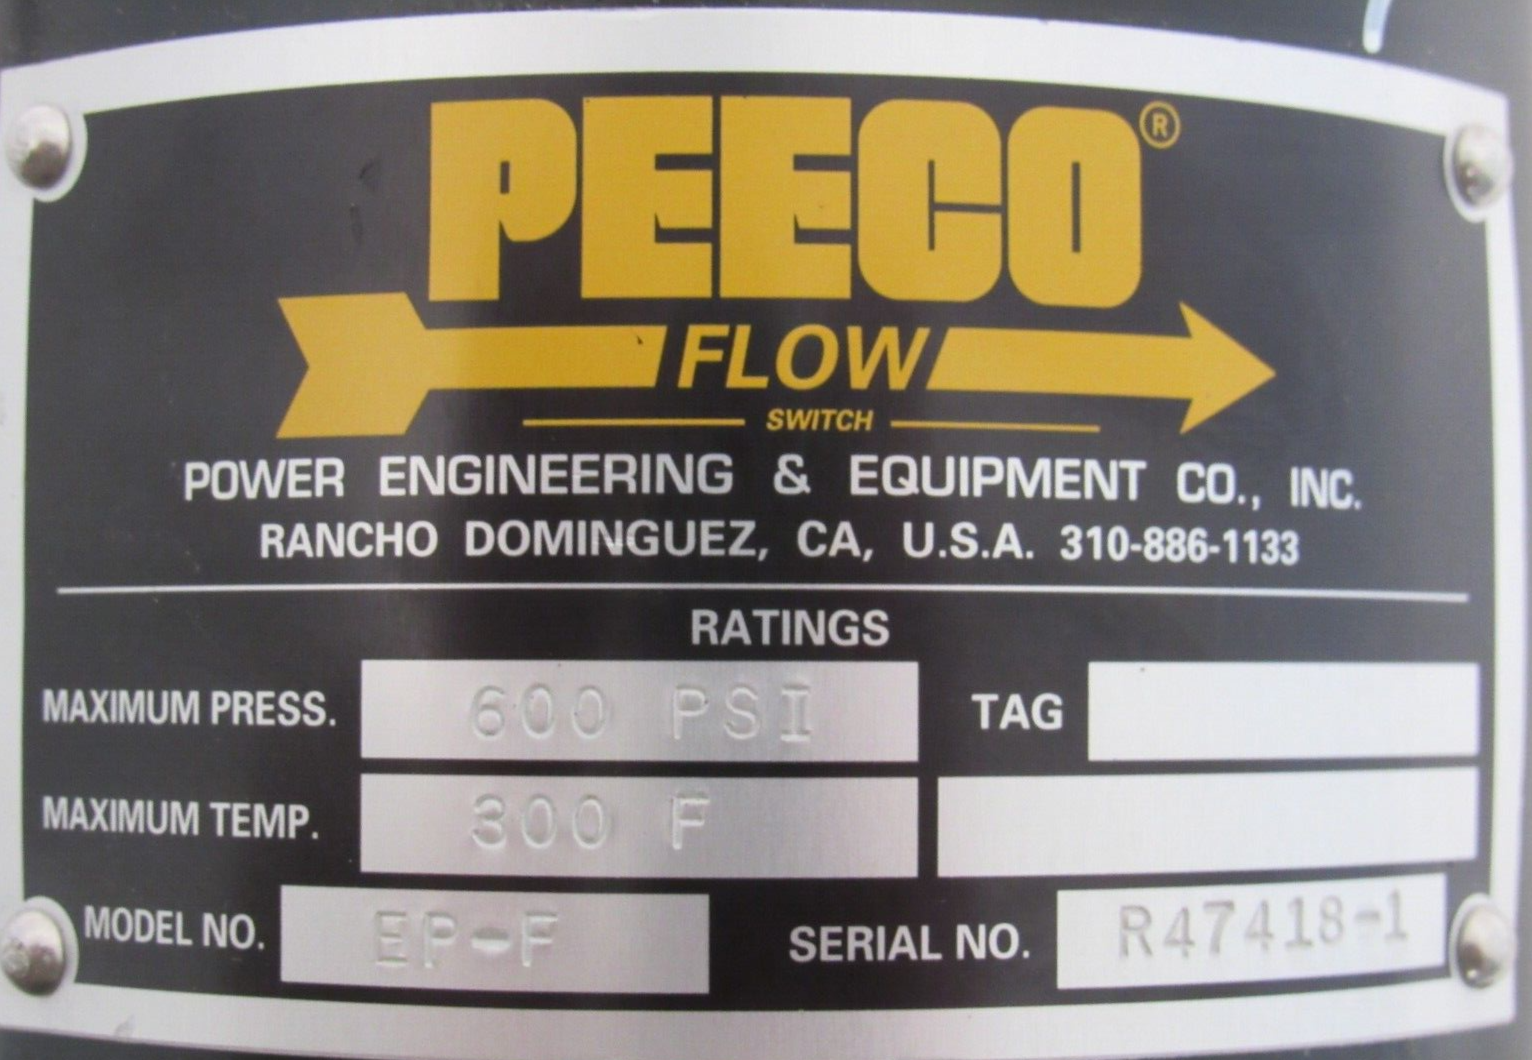 PEECO®
FLOW
SWITCH
POWER ENGINEERING & EQUIPMENT CO., INC.
RANCHO DOMINGUEZ, CA, U.S.A. 310-886-1133
RATINGS
MAXIMUM PRESS. 600 PSI TAG
MAXIMUM TEMP. 300 F
MODEL NO. EP-F SERIAL NO. R47418-1